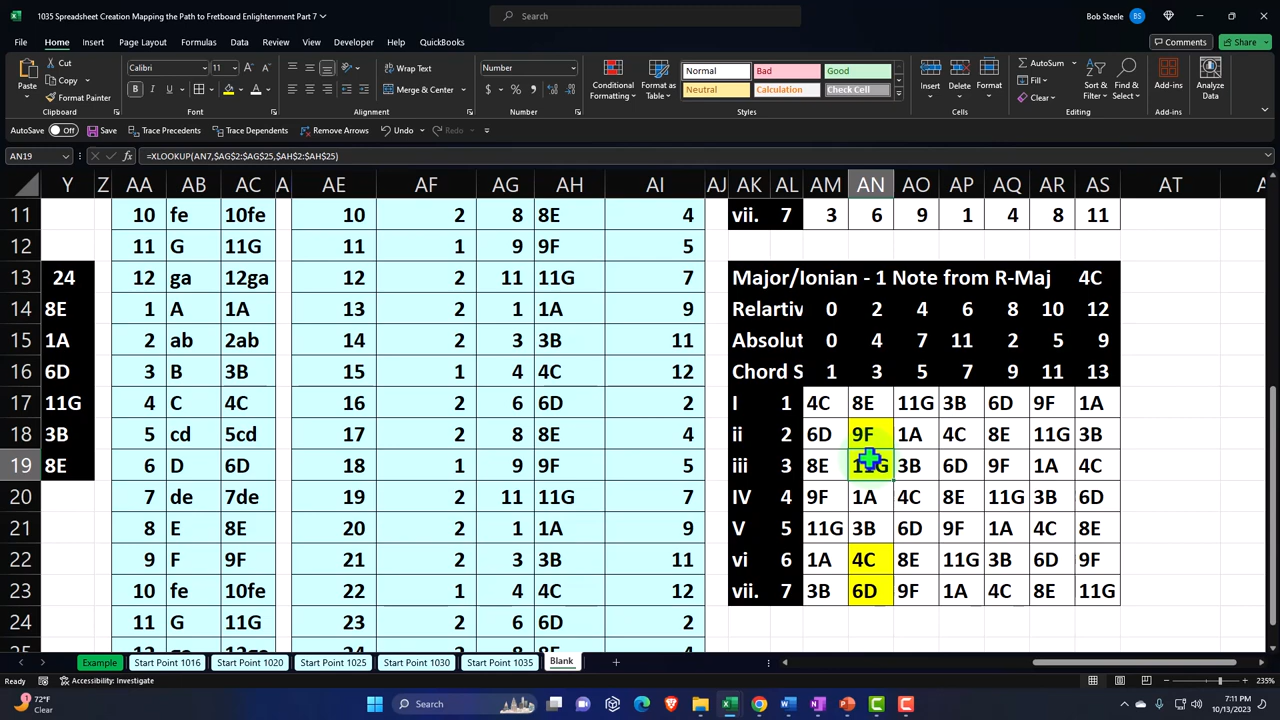 1035 Spreadsheet Creation Mapping the Path to Fretboard Enlightenment Part 7
Search
Bob Steele BS
File Home Insert Page Layout Formulas Data Review View Developer Help QuickBooks Comments Share
Cut
Copy
Format Painter
Paste
Clipboard
Calibri 11
B I U
Font
Wrap Text
Merge & Center
Alignment
Number
$ % ,
Number
Conditional Formatting
Format as Table
Normal Bad Good
Neutral Calculation Check Cell
Styles
Insert Delete Format
Cells
AutoSum
Fill
Clear
Sort & Filter
Find & Select
Editing
Add-ins
Add-ins
Analyze Data
AutoSave Off Save Trace Precedents Trace Dependents Remove Arrows Undo Redo
AN19 fx =XLOOKUP(AN7,$AG$2:$AG$25,$AH$2:$AH$25)
Y Z AA AB AC A AE AF AG AH AI AJ AK AL AM AN AO AP AQ AR AS AT
11 10 fe 10fe 10 2 8 8E 4 vii. 7 3 6 9 1 4 8 11
12 11 G 11G 11 1 9 9F 5
13 24 12 ga 12ga 12 2 11 11G 7 Major/Ionian - 1 Note from R-Maj 4C
14 8E 1 A 1A 13 2 1 1A 9 Relartiv 0 2 4 6 8 10 12
15 1A 2 ab 2ab 14 2 3 3B 11 Absolut 0 4 7 11 2 5 9
16 6D 3 B 3B 15 1 4 4C 12 Chord S 1 3 5 7 9 11 13
17 11G 4 C 4C 16 2 6 6D 2 I 1 4C 8E 11G 3B 6D 9F 1A
18 3B 5 cd 5cd 17 2 8 8E 4 ii 2 6D 9F 1A 4C 8E 11G 3B
19 8E 6 D 6D 18 1 9 9F 5 iii 3 8E 11G 3B 6D 9F 1A 4C
20 7 de 7de 19 2 11 11G 7 IV 4 9F 1A 4C 8E 11G 3B 6D
21 8 E 8E 20 2 1 1A 9 V 5 11G 3B 6D 9F 1A 4C 8E
22 9 F 9F 21 2 3 3B 11 vi 6 1A 4C 8E 11G 3B 6D 9F
23 10 fe 10fe 22 1 4 4C 12 vii. 7 3B 6D 9F 1A 4C 8E 11G
24 11 G 11G 23 2 6 6D 2
Example Start Point 1016 Start Point 1020 Start Point 1025 Start Point 1030 Start Point 1035 Blank
Ready Accessibility: Investigate 235%
72°F
Clear
Search
7:11 PM
10/13/2023